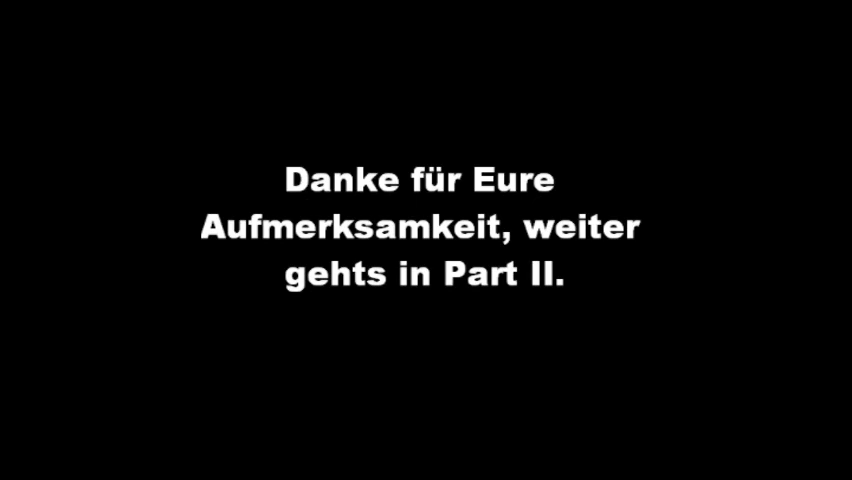 Danke für Eure
Aufmerksamkeit, weiter
gehts in Part II.